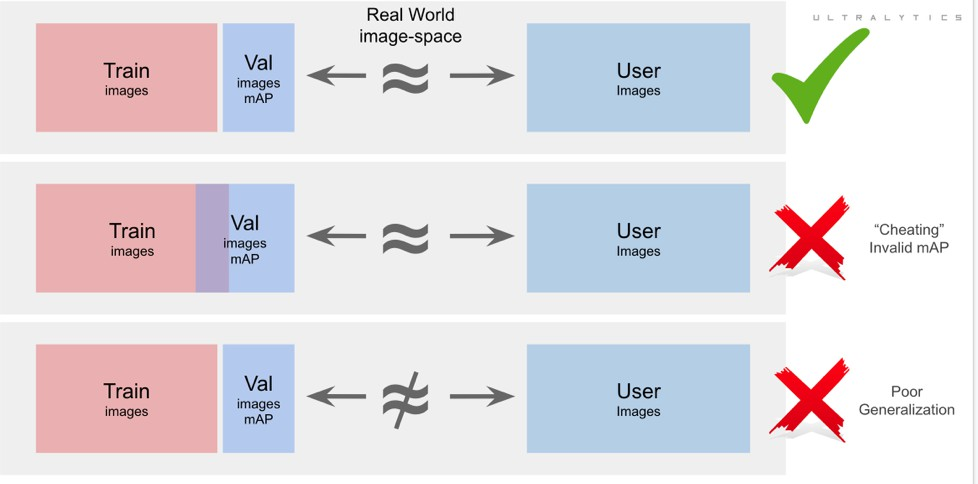 Real World
image-space
ULTRALYTICS
Train
images
Val
images
mAP
User
Images
Train
images
Val
images
mAP
User
Images
“Cheating”
Invalid mAP
Train
images
Val
images
mAP
User
Images
Poor
Generalization